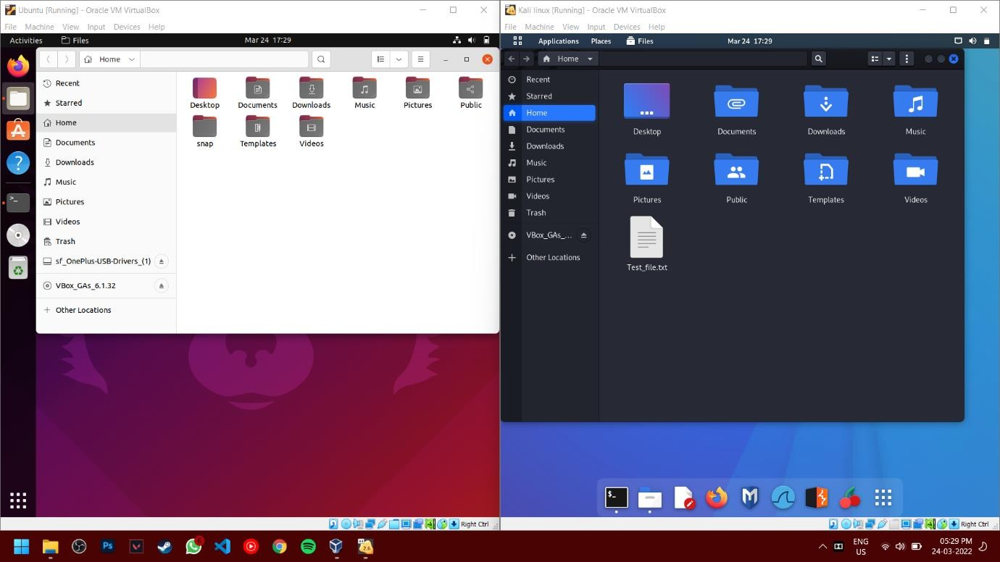 Ubuntu [Running] - Oracle VM VirtualBox
File Machine View Input Devices Help
Activities Files Mar 24 17:29
Home
Recent
Starred
Home
Documents
Downloads
Music
Pictures
Videos
Trash
sf_OnePlus-USB-Drivers_(1)
VBox_GAs_6.1.32
Other Locations
Desktop Documents Downloads Music Pictures Public
snap Templates Videos
Right Ctrl
Kali linux [Running] - Oracle VM VirtualBox
File Machine View Input Devices Help
Applications Places Files Mar 24 17:29
Home
Recent
Starred
Home
Documents
Downloads
Music
Pictures
Videos
Trash
VBox_GAs_...
Other Locations
Desktop Documents Downloads Music
Pictures Public Templates Videos
Test_file.txt
$_
Right Ctrl
Ps
6
2.6
ENG
US
05:29 PM
24-03-2022